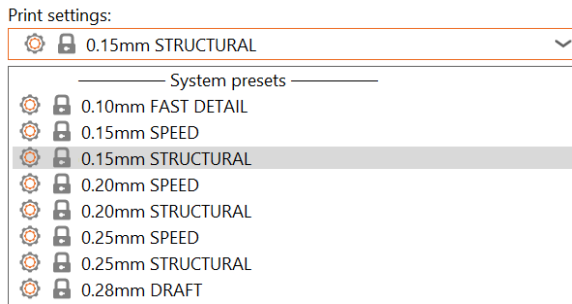 Print settings:
0.15mm STRUCTURAL
System presets
0.10mm FAST DETAIL
0.15mm SPEED
0.15mm STRUCTURAL
0.20mm SPEED
0.20mm STRUCTURAL
0.25mm SPEED
0.25mm STRUCTURAL
0.28mm DRAFT